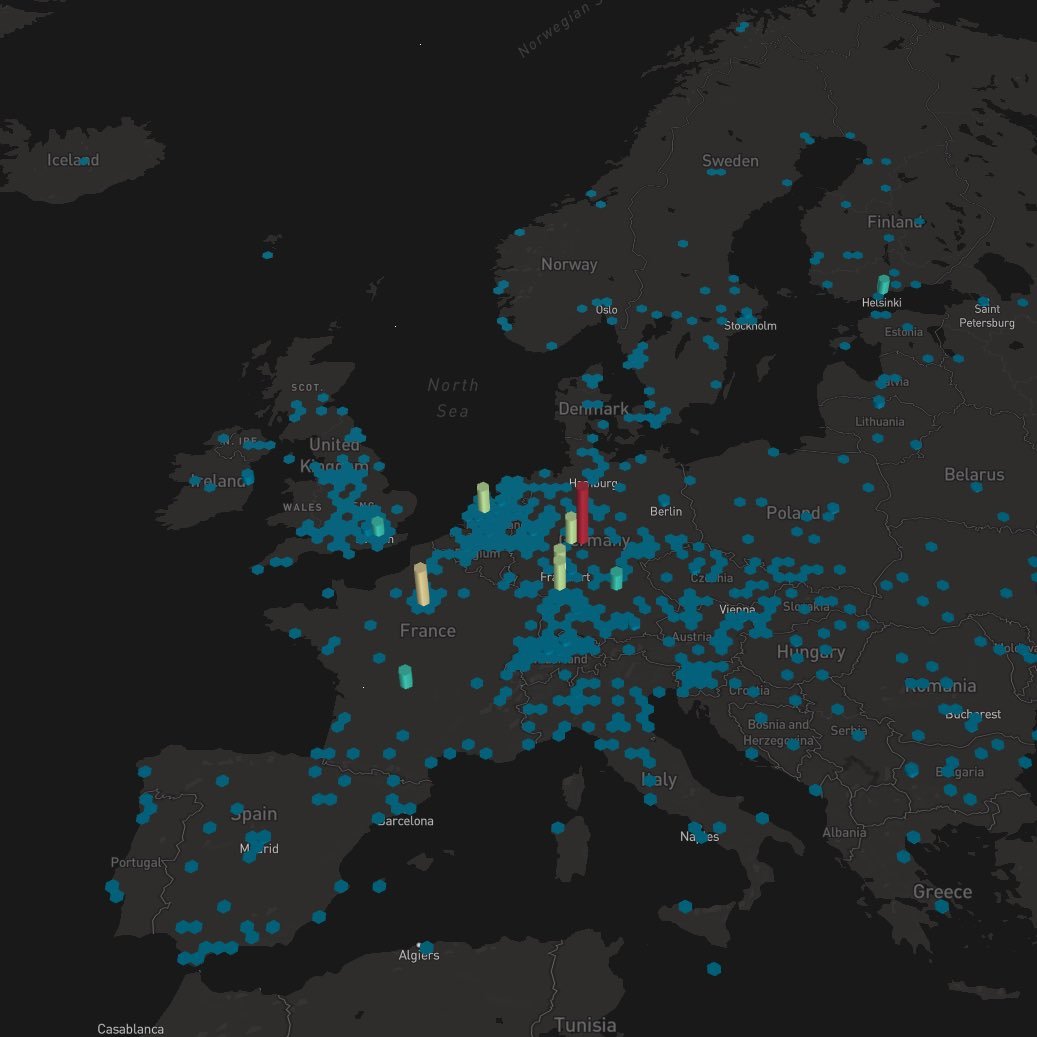 Norwegian S
Iceland
Sweden
Finland
Norway
Oslo
Helsinki
Saint
Petersburg
Stockholm
Estonia
North
Sea
SCOT.
Denmark
Lithuania
United
Kingdom
Ireland
WALES
Hamburg
Berlin
Poland
Belarus
Germany
Frankfurt
Czechia
France
Vienna
Slovakia
Austria
Hungary
Croatia
Romania
Bosnia and
Herzegovina
Serbia
Bucharest
Italy
Bulgaria
Spain
Barcelona
Madrid
Naples
Albania
Portugal
Greece
Algiers
Casablanca
Tunisia